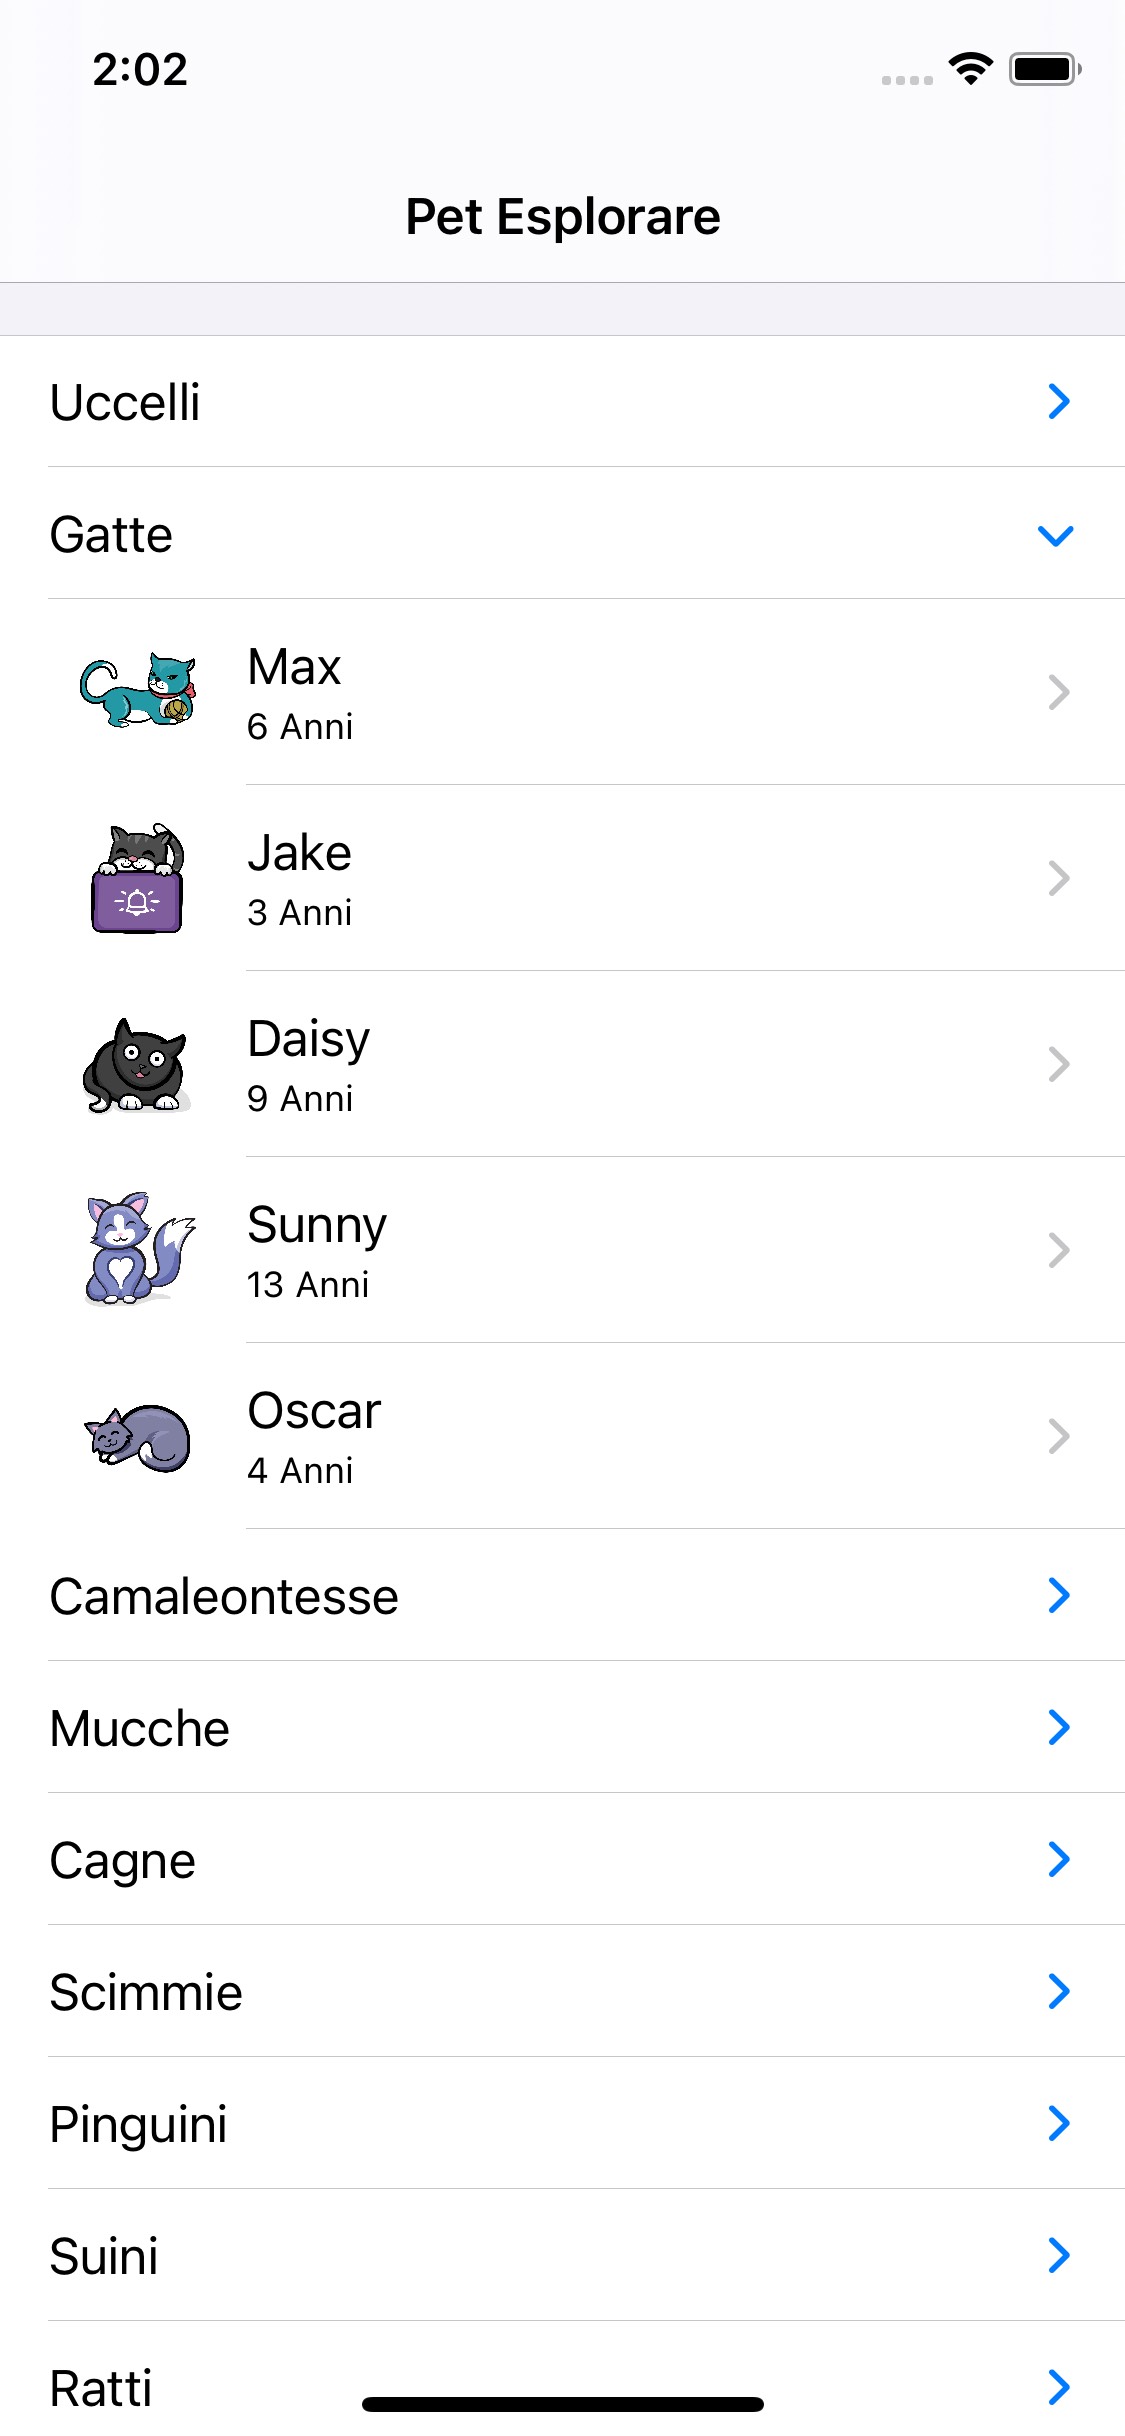 2:02
Pet Esplorare
Uccelli
Gatte
Max
6 Anni
Jake
3 Anni
Daisy
9 Anni
Sunny
13 Anni
Oscar
4 Anni
Camaleontesse
Mucche
Cagne
Scimmie
Pinguini
Suini
Ratti